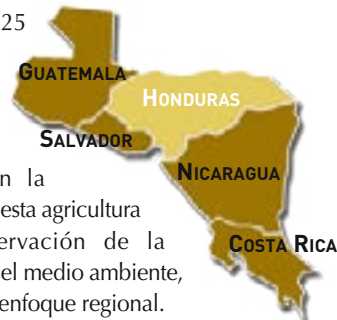 25
GUATEMALA
HONDURAS
SALVADOR
NICARAGUA
COSTA RICA
n la
esta agricultura
ervación de la
el medio ambiente,
enfoque regional.